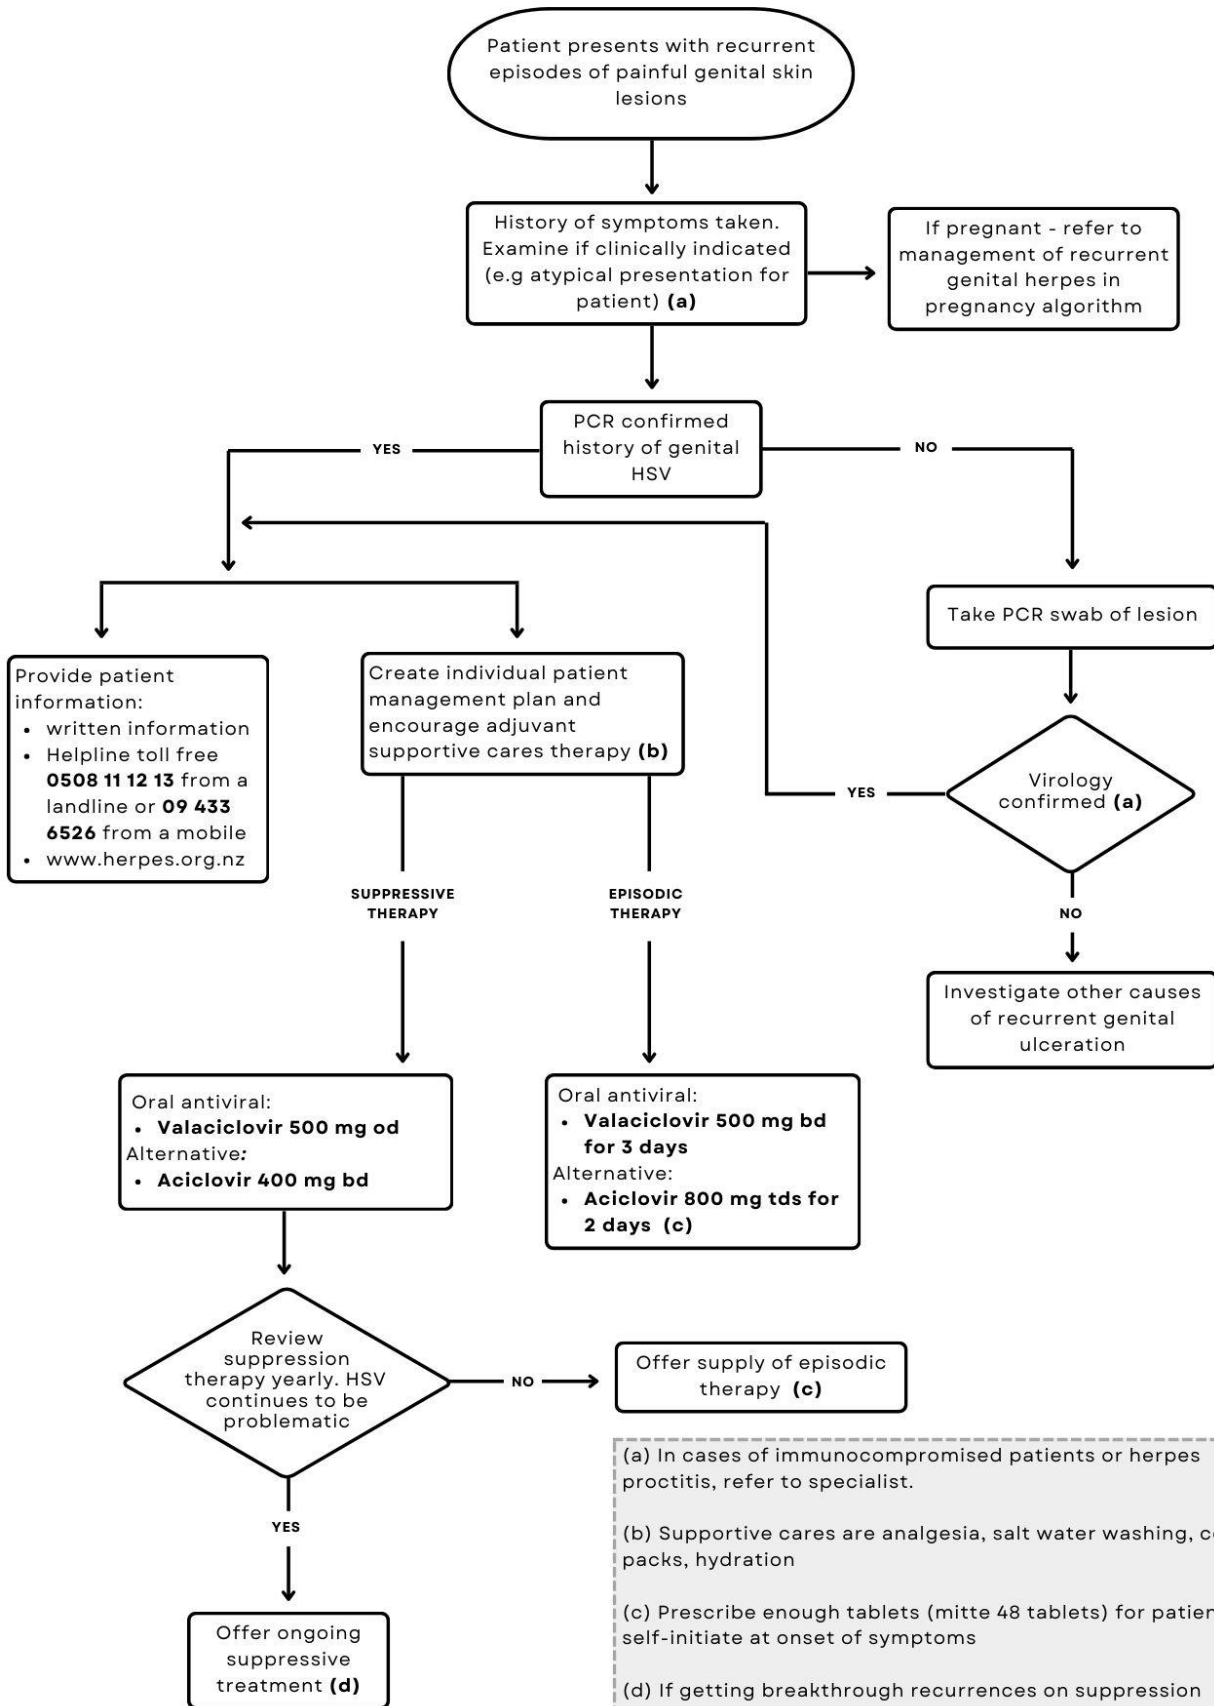 Patient presents with recurrent
episodes of painful genital skin
lesions
History of symptoms taken.
Examine if clinically indicated
(e.g atypical presentation for
patient) (a)
If pregnant - refer to
management of recurrent
genital herpes in
pregnancy algorithm
PCR confirmed
history of genital
HSV
YES
NO
Take PCR swab of lesion
Provide patient
information:
• written information
• Helpline toll free
0508 11 12 13 from a
landline or 09 433
6526 from a mobile
• www.herpes.org.nz
Create individual patient
management plan and
encourage adjuvant
supportive cares therapy (b)
Virology
confirmed (a)
YES
NO
SUPPRESSIVE
THERAPY
EPISODIC
THERAPY
Investigate other causes
of recurrent genital
ulceration
Oral antiviral:
• Valaciclovir 500 mg od
Alternative:
• Aciclovir 400 mg bd
Oral antiviral:
• Valaciclovir 500 mg bd
for 3 days
Alternative:
• Aciclovir 800 mg tds for
2 days (c)
Review
suppression
therapy yearly. HSV
continues to be
problematic
NO
Offer supply of episodic
therapy (c)
YES
Offer ongoing
suppressive
treatment (d)
(a) In cases of immunocompromised patients or herpes
proctitis, refer to specialist.
(b) Supportive cares are analgesia, salt water washing,
packs, hydration
(c) Prescribe enough tablets (mitte 48 tablets) for
self-initiate at onset of symptoms
(d) If getting breakthrough recurrences on suppression